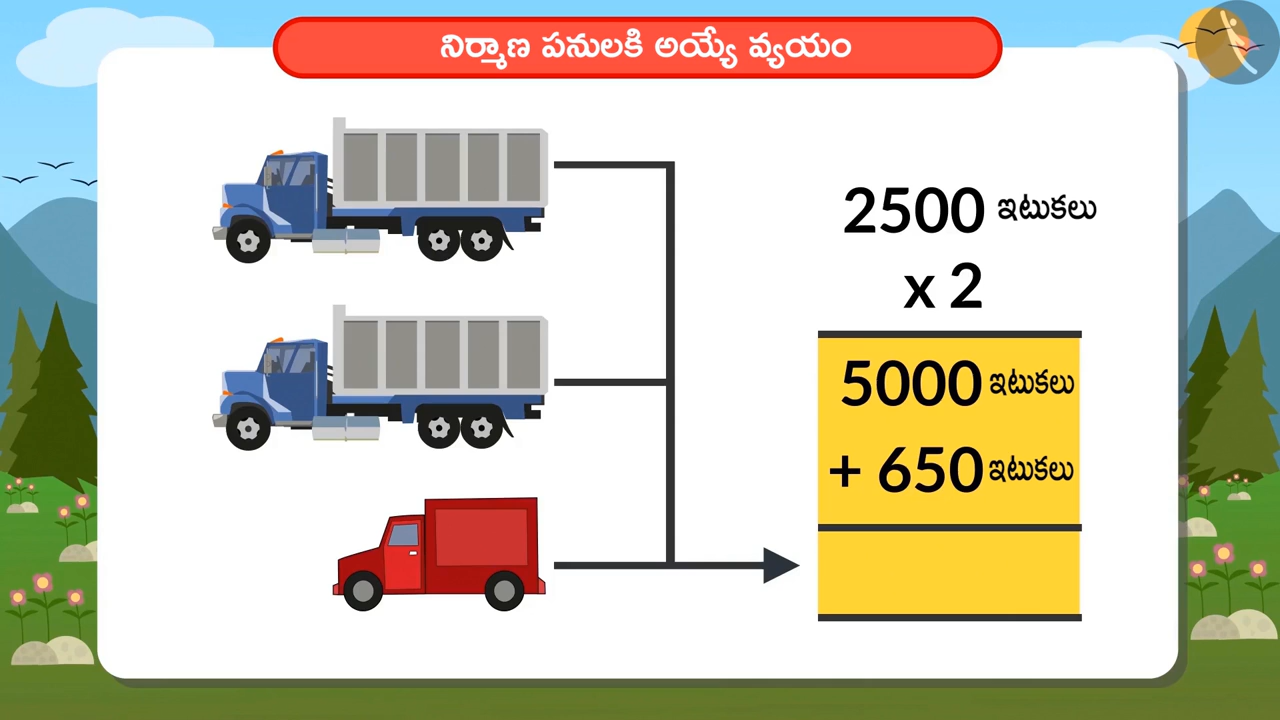 నిర్మాణ పనులకి అయ్యే వ్యయం
2500 ఇటుకలు
x 2
5000 ఇటుకలు
+ 650 ఇటుకలు